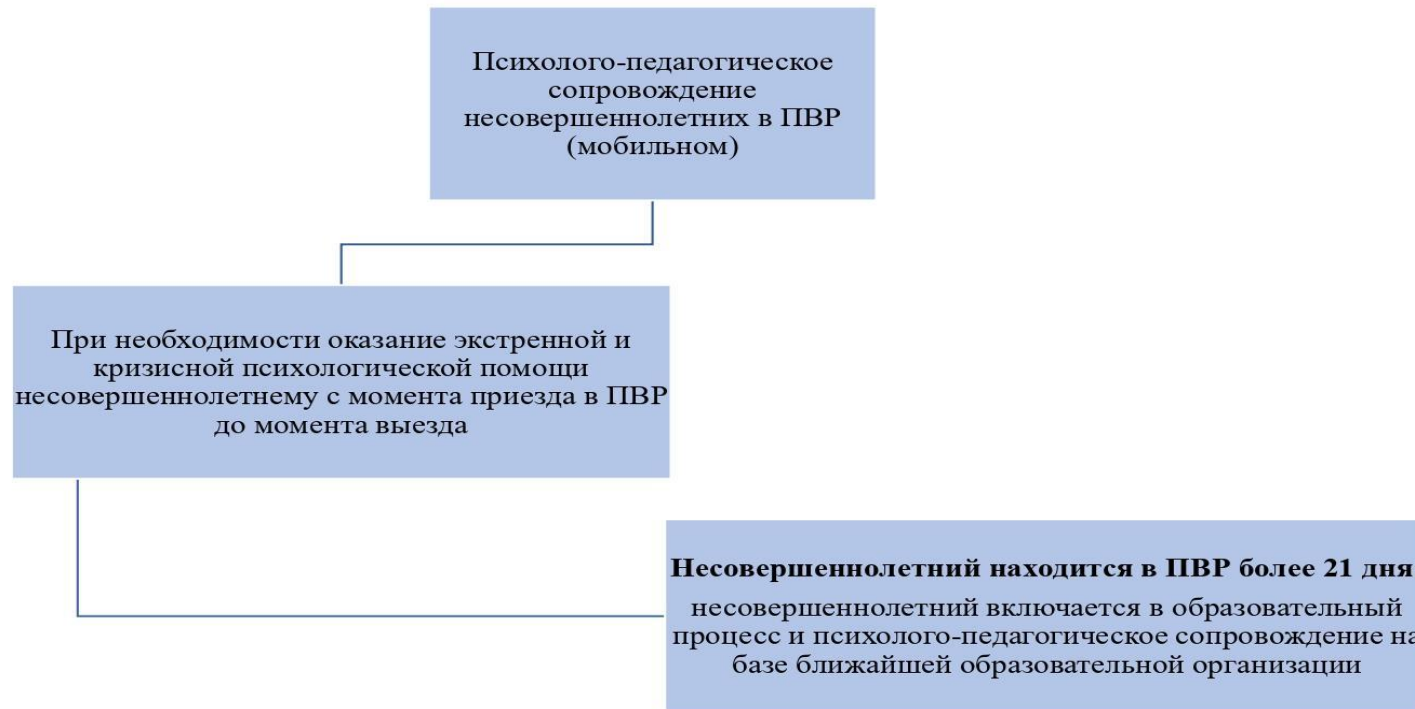 Психолого-педагогическое
сопровождение
несовершеннолетних в ПВР
(мобильном)
При необходимости оказание экстренной и
кризисной психологической помощи
несовершеннолетнему с момента приезда в ПВР
до момента выезда
Несовершеннолетний находится в ПВР более 21 дня
несовершеннолетний включается в образовательный
процесс и психолого-педагогическое сопровождение на
базе ближайшей образовательной организации